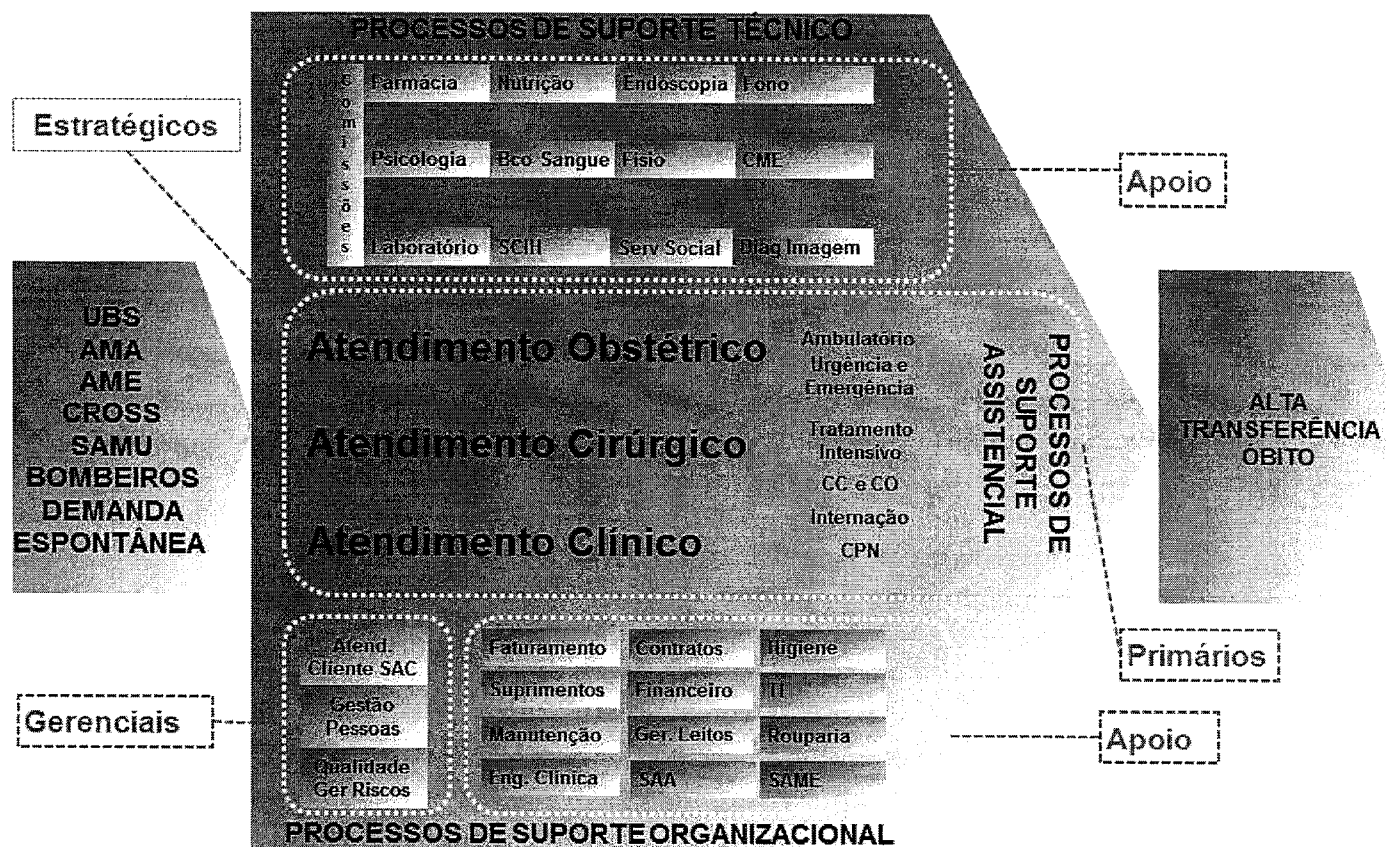 PROCESSOS DE SUPORTE TÉCNICO
Comissões
Farmácia Nutrição Endoscopia Fono
Psicologia Bco Sangue Fisio CME
Laboratório SCIH Serv Social Diag Imagem
Estratégicos
Apoio
UBS
AMA
AME
CROSS
SAMU
BOMBEIROS
DEMANDA
ESPONTÂNEA
Atendimento Obstétrico
Atendimento Cirúrgico
Atendimento Clínico
Ambulatório
Urgência e
Emergência
Tratamento
Intensivo
CC e CO
Internação
CPN
PROCESSOS DE
SUPORTE
ASSISTENCIAL
ALTA
TRANSFERÊNCIA
OBITO
Primários
Gerenciais
Atend.
Cliente SAC
Gestão
Pessoas
Qualidade
Ger Riscos
Faturamento Contratos Higiene
Suprimentos Financeiro TI
Manutenção Ger. Leitos Rouparia
Eng. Clínica SAA SAME
Apoio
PROCESSOS DE SUPORTE ORGANIZACIONAL